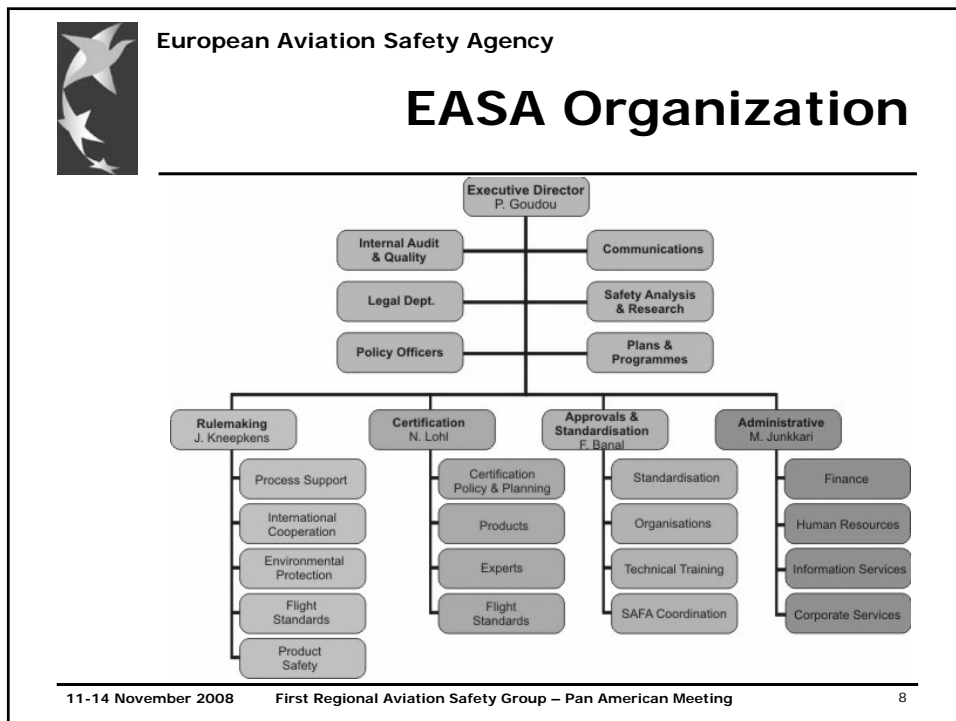 European Aviation Safety Agency
EASA Organization
Executive Director
P. Goudou
Internal Audit
& Quality
Communications
Legal Dept.
Safety Analysis
& Research
Policy Officers
Plans &
Programmes
Rulemaking
J. Kneepkens
Process Support
International
Cooperation
Environmental
Protection
Flight
Standards
Product
Safety
Certification
N. Lohl
Certification
Policy & Planning
Products
Experts
Flight
Standards
Approvals &
Standardisation
F. Banal
Standardisation
Organisations
Technical Training
SAFA Coordination
Administrative
M. Junkkari
Finance
Human Resources
Information Services
Corporate Services
11-14 November 2008 First Regional Aviation Safety Group – Pan American Meeting 8